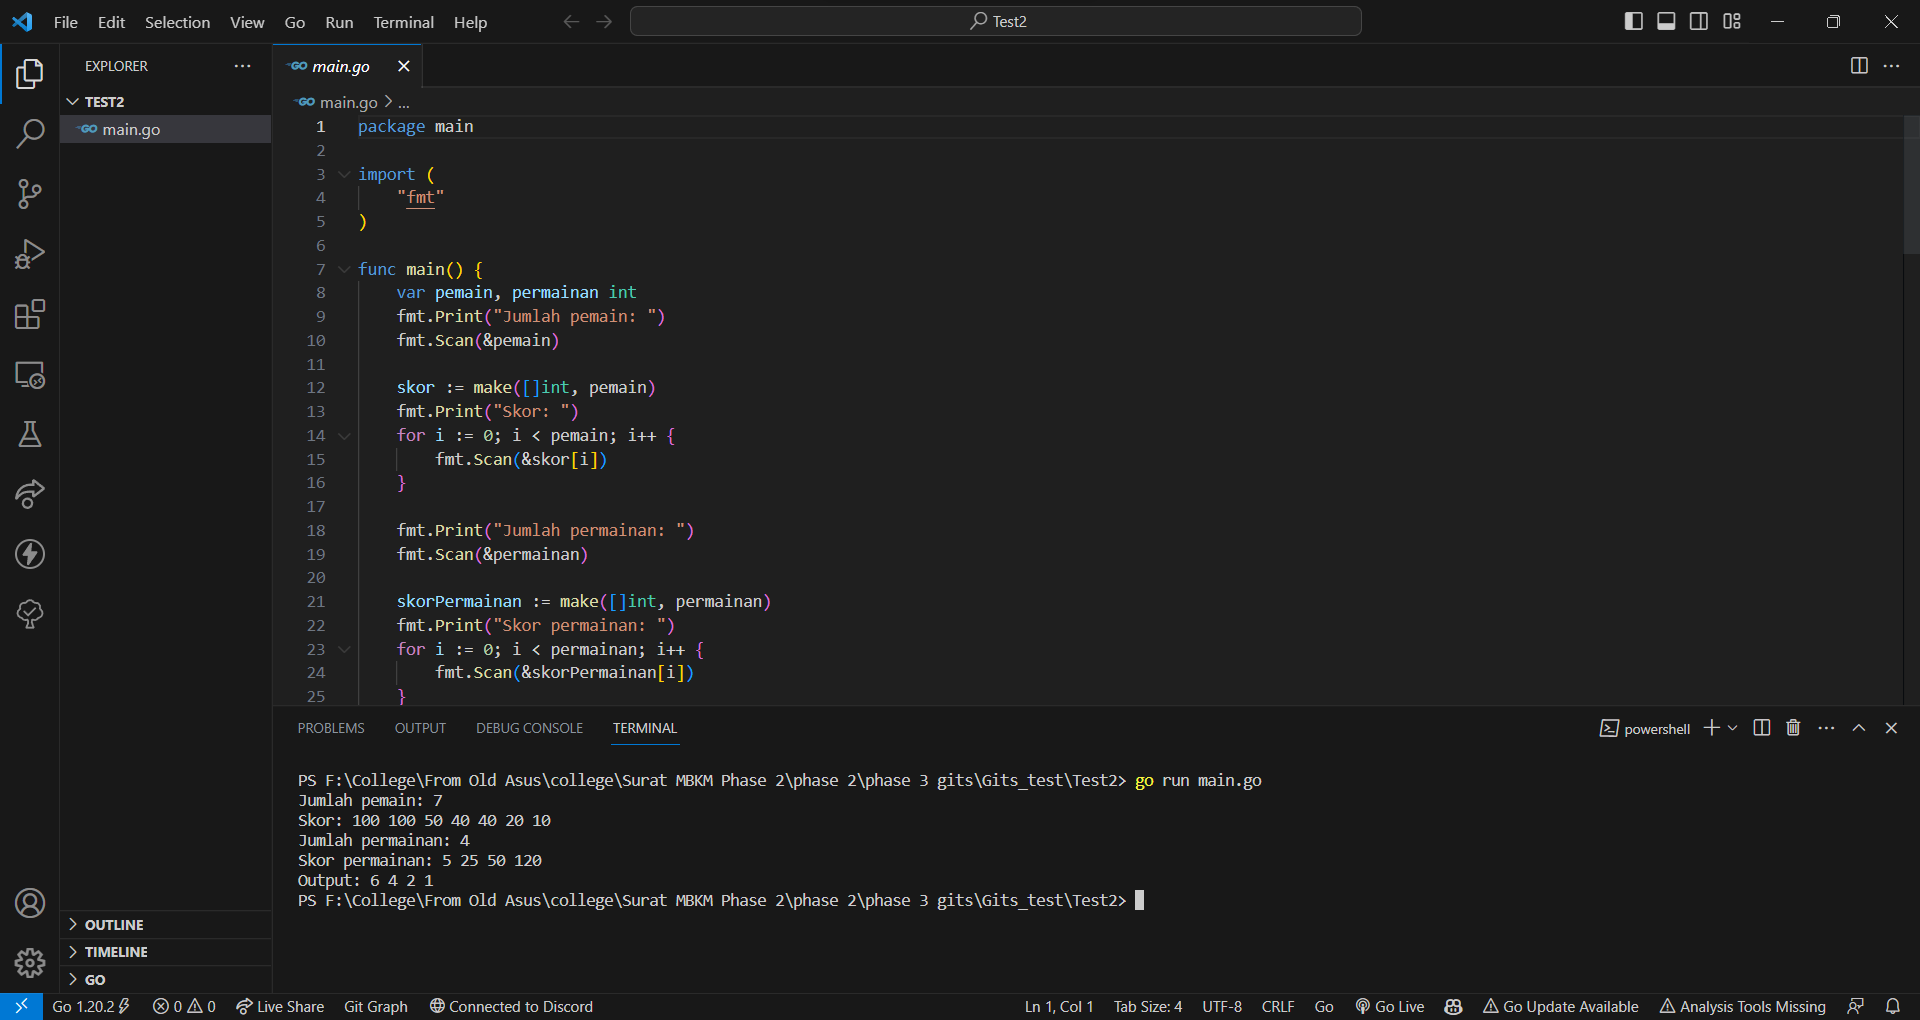 File Edit Selection View Go Run Terminal Help
Test2
EXPLORER
TEST2
main.go
OUTLINE
TIMELINE
GO
GO main.go
GO main.go > ...
1 package main
2
3 import (
4 "fmt"
5 )
6
7 func main() {
8 var pemain, permainan int
9 fmt.Print("Jumlah pemain: ")
10 fmt.Scan(&pemain)
11
12 skor := make([]int, pemain)
13 fmt.Print("Skor: ")
14 for i := 0; i < pemain; i++ {
15 fmt.Scan(&skor[i])
16 }
17
18 fmt.Print("Jumlah permainan: ")
19 fmt.Scan(&permainan)
20
21 skorPermainan := make([]int, permainan)
22 fmt.Print("Skor permainan: ")
23 for i := 0; i < permainan; i++ {
24 fmt.Scan(&skorPermainan[i])
25 }
PROBLEMS OUTPUT DEBUG CONSOLE TERMINAL powershell
PS F:\College\From Old Asus\college\Surat MBKM Phase 2\phase 2\phase 3 gits\Gits_test\Test2> go run main.go
Jumlah pemain: 7
Skor: 100 100 50 40 40 20 10
Jumlah permainan: 4
Skor permainan: 5 25 50 120
Output: 6 4 2 1
PS F:\College\From Old Asus\college\Surat MBKM Phase 2\phase 2\phase 3 gits\Gits_test\Test2>
Go 1.20.2 0 0 Live Share Git Graph Connected to Discord Ln 1, Col 1 Tab Size: 4 UTF-8 CRLF Go Go Live Go Update Available Analysis Tools Missing